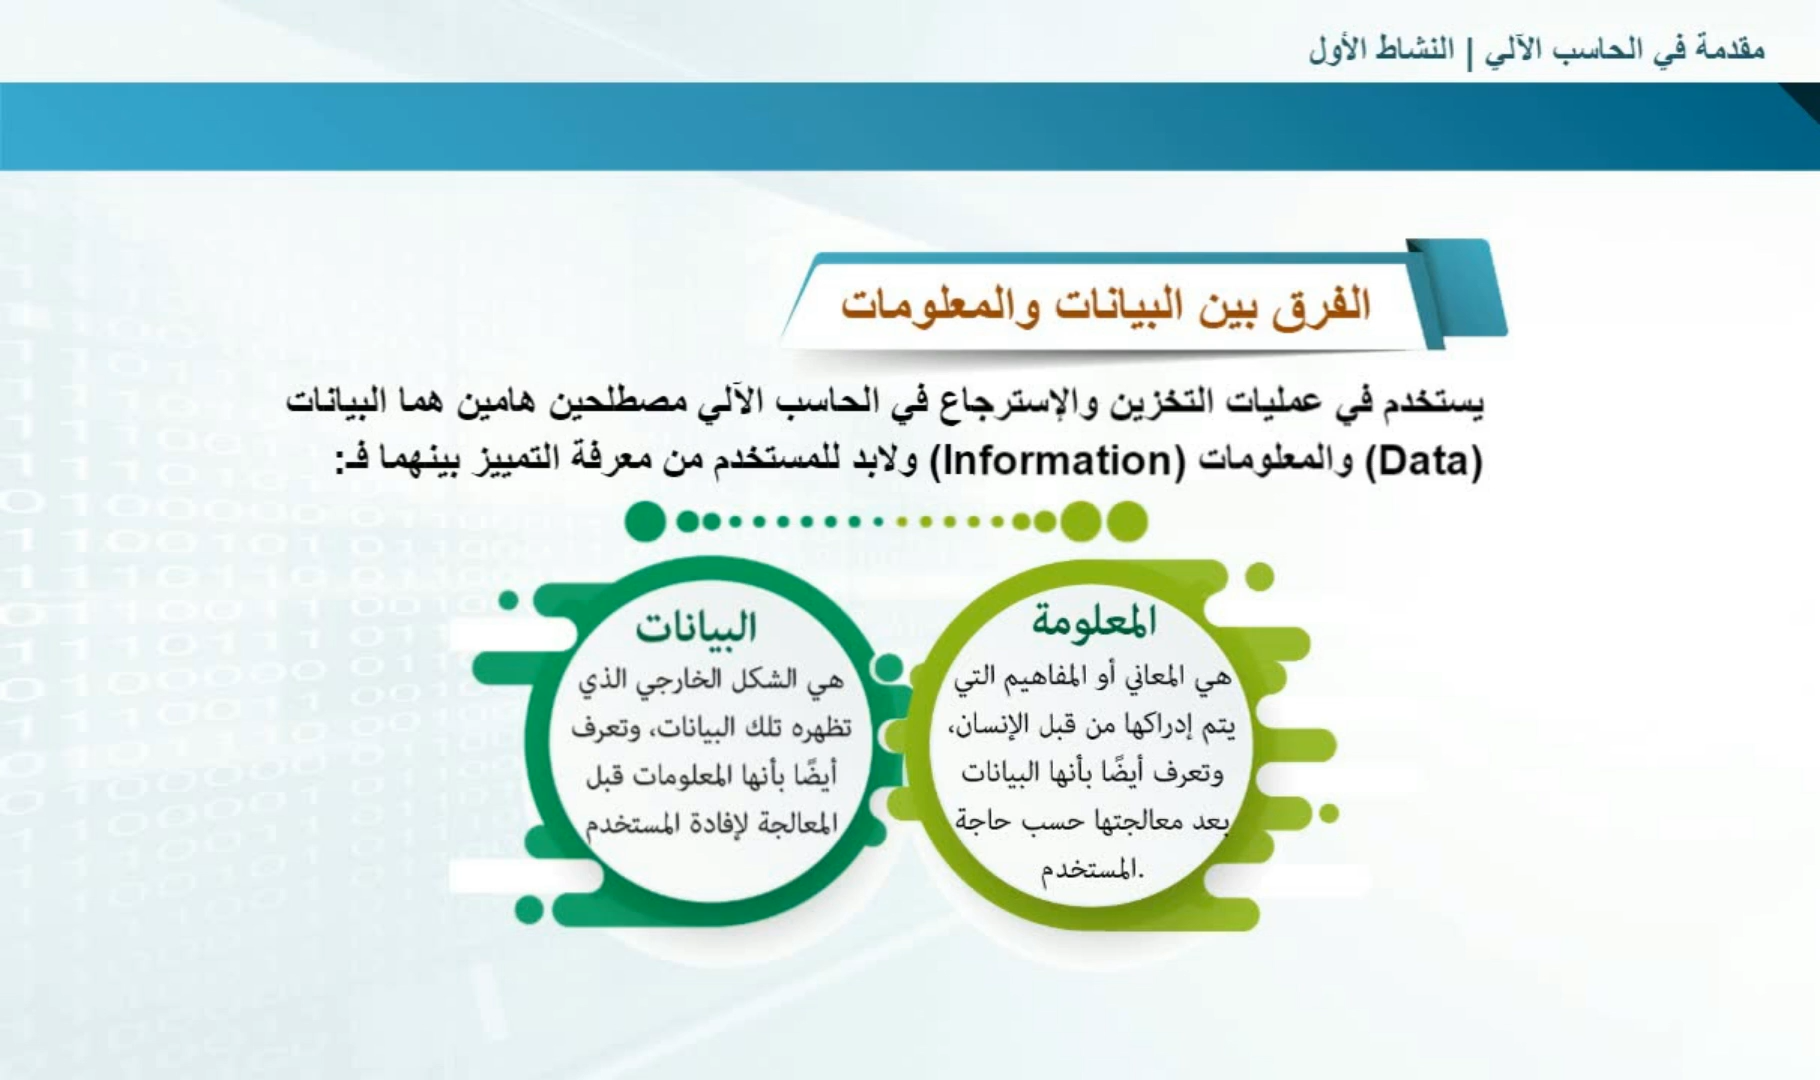 مقدمة في الحاسب الآلي | النشاط الأول
الفرق بين البيانات والمعلومات
يستخدم في عمليات التخزين والإسترجاع في الحاسب الآلي مصطلحين هامين هما البيانات
(Data) والمعلومات (Information) ولابد للمستخدم من معرفة التمييز بينهما فـ:
المعلومة
هي المعاني أو المفاهيم التي
يتم إدراكها من قبل الإنسان،
وتعرف أيضًا بأنها البيانات
بعد معالجتها حسب حاجة
المستخدم.
البيانات
هي الشكل الخارجي الذي
تظهره تلك البيانات، وتعرف
أيضًا بأنها المعلومات قبل
المعالجة لإفادة المستخدم